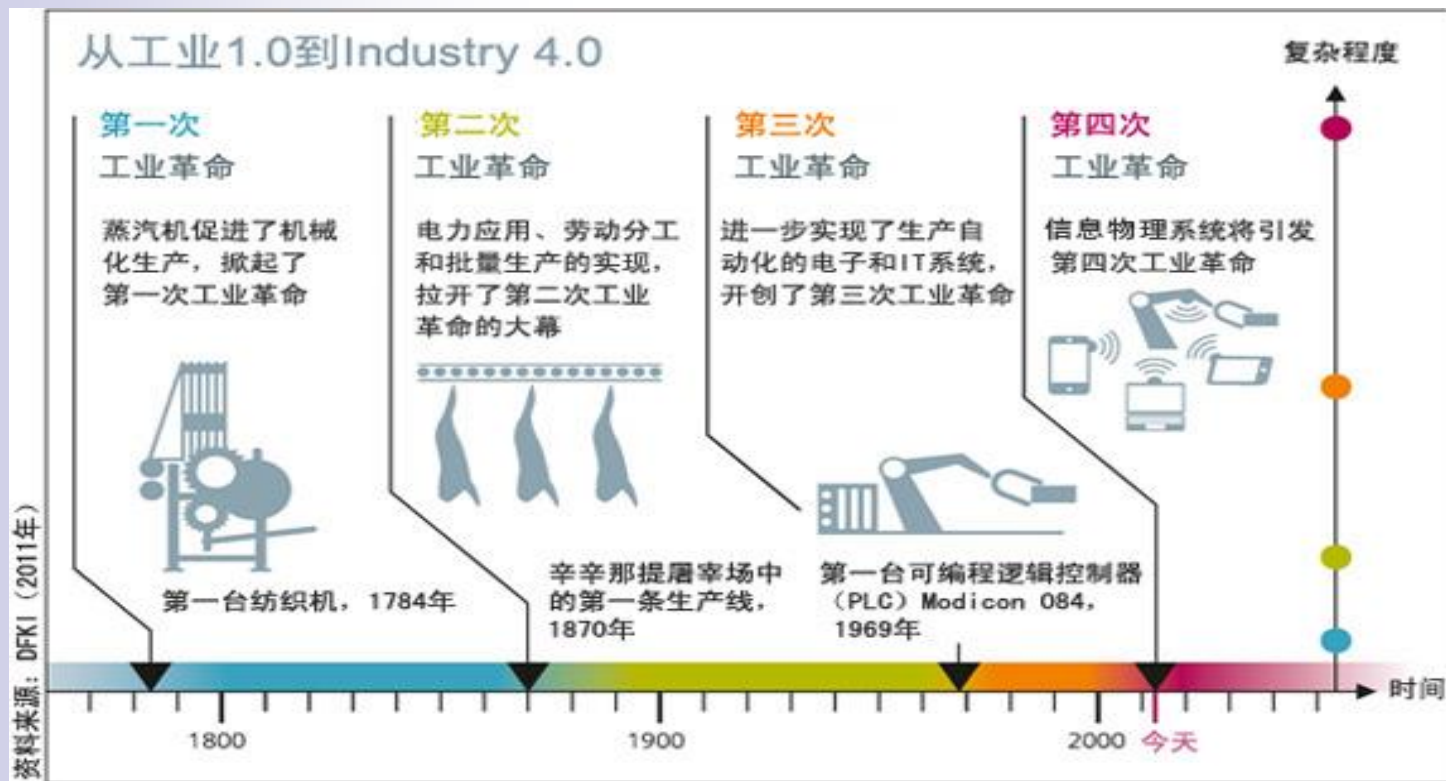 从工业1.0到Industry 4.0
复杂程度
第一次
工业革命
蒸汽机促进了机械
化生产，掀起了
第一次工业革命
第一台纺织机，1784年
第二次
工业革命
电力应用、劳动分工
和批量生产的实现，
拉开了第二次工业
革命的大幕
辛辛那提屠宰场中
的第一条生产线，
1870年
第三次
工业革命
进一步实现了生产自
动化的电子和IT系统，
开创了第三次工业革命
第一台可编程逻辑控制器
（PLC）Modicon 084，
1969年
第四次
工业革命
信息物理系统将引发
第四次工业革命
时间
1800
1900
2000
今天
资料来源：DFKI（2011年）